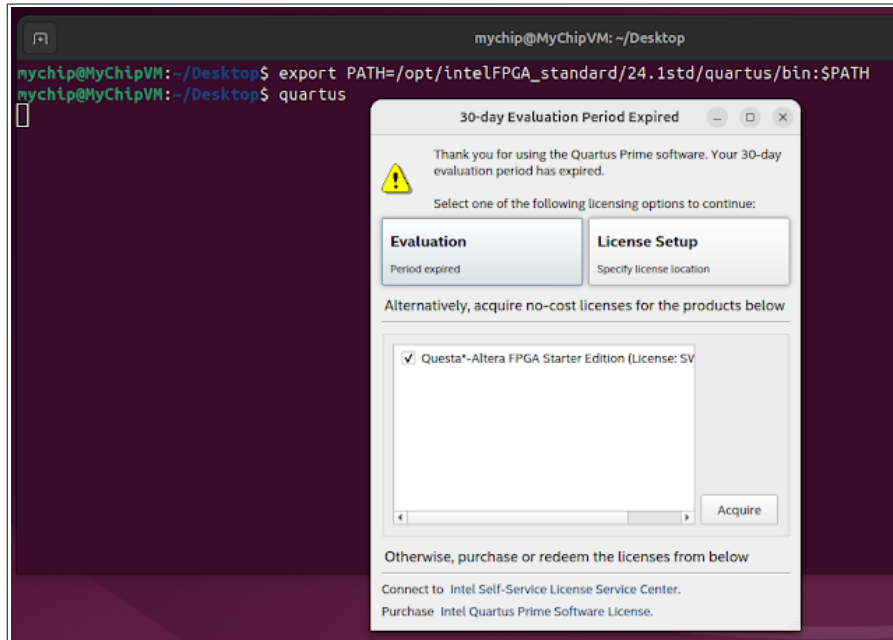 mychip@MyChipVM: ~/Desktop
mychip@MyChipVM:~/Desktop$ export PATH=/opt/intelFPGA_standard/24.1std/quartus/bin:$PATH
mychip@MyChipVM:~/Desktop$ quartus
30-day Evaluation Period Expired
Thank you for using the Quartus Prime software. Your 30-day
evaluation period has expired.
Select one of the following licensing options to continue:
Evaluation
Period expired
License Setup
Specify license location
Alternatively, acquire no-cost licenses for the products below
Questa*-Altera FPGA Starter Edition (License: SW
Acquire
Otherwise, purchase or redeem the licenses from below
Connect to Intel Self-Service License Service Center.
Purchase Intel Quartus Prime Software License.